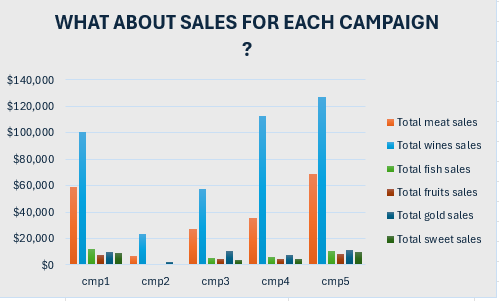 WHAT ABOUT SALES FOR EACH CAMPAIGN
?
$140,000
$120,000
$100,000
$80,000
$60,000
$40,000
$20,000
$0
cmp1 cmp2 cmp3 cmp4 cmp5
Total meat sales
Total wines sales
Total fish sales
Total fruits sales
Total gold sales
Total sweet sales